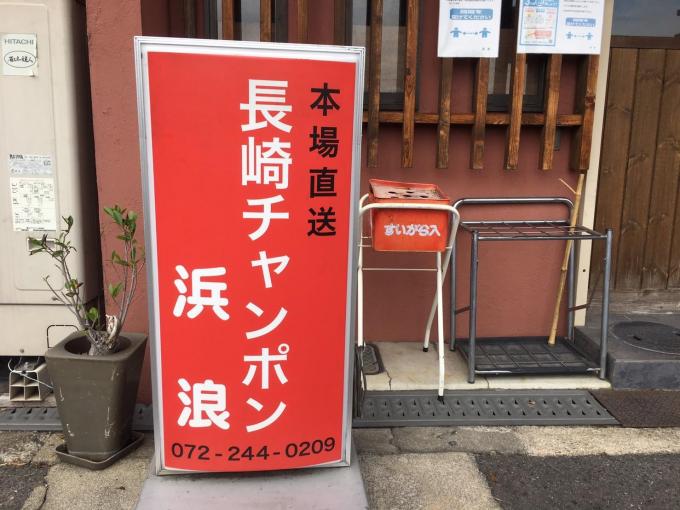 本場直送
長崎チャンポン
浜浪
072-244-0209
すいがら入
HITACHI